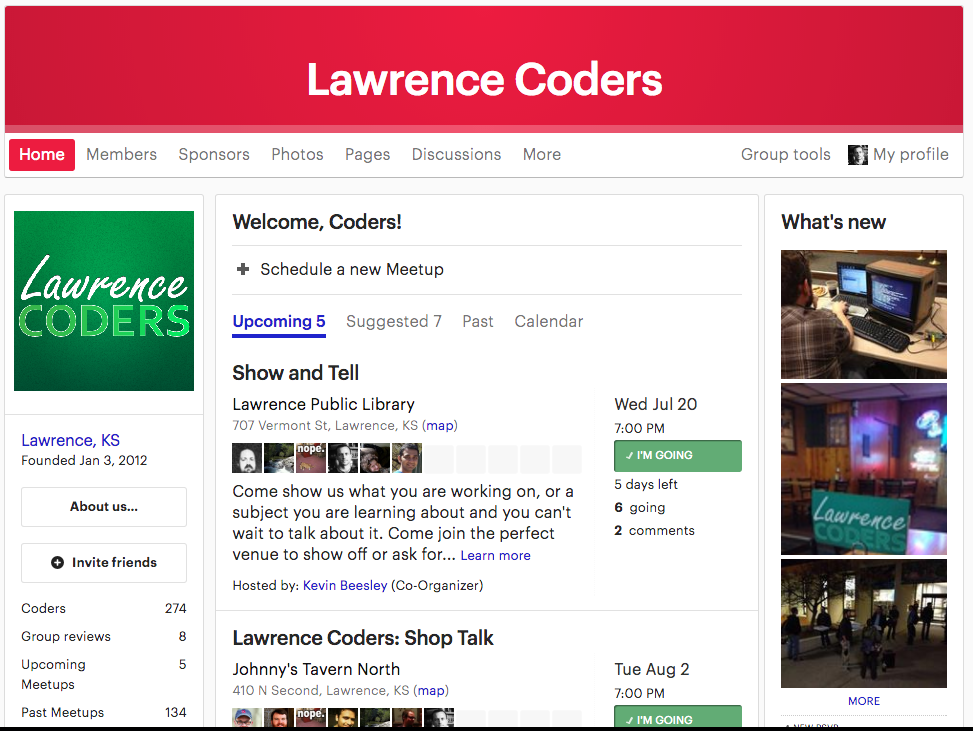 Lawrence Coders
Home Members Sponsors Photos Pages Discussions More Group tools My profile
Lawrence
CODERS
Lawrence, KS
Founded Jan 3, 2012
About us...
Invite friends
Coders 274
Group reviews 8
Upcoming Meetups 5
Past Meetups 134
Welcome, Coders!
Schedule a new Meetup
Upcoming 5 Suggested 7 Past Calendar
Show and Tell
Lawrence Public Library
707 Vermont St, Lawrence, KS (map)
nope.
Come show us what you are working on, or a
subject you are learning about and you can't
wait to talk about it. Come join the perfect
venue to show off or ask for... Learn more
Hosted by: Kevin Beesley (Co-Organizer)
Wed Jul 20
7:00 PM
✓ I'M GOING
5 days left
6 going
2 comments
Lawrence Coders: Shop Talk
Johnny's Tavern North
410 N Second, Lawrence, KS (map)
nope.
Tue Aug 2
7:00 PM
✓ I'M GOING
What's new
Lawrence
CODERS
MORE
NEW RSVP